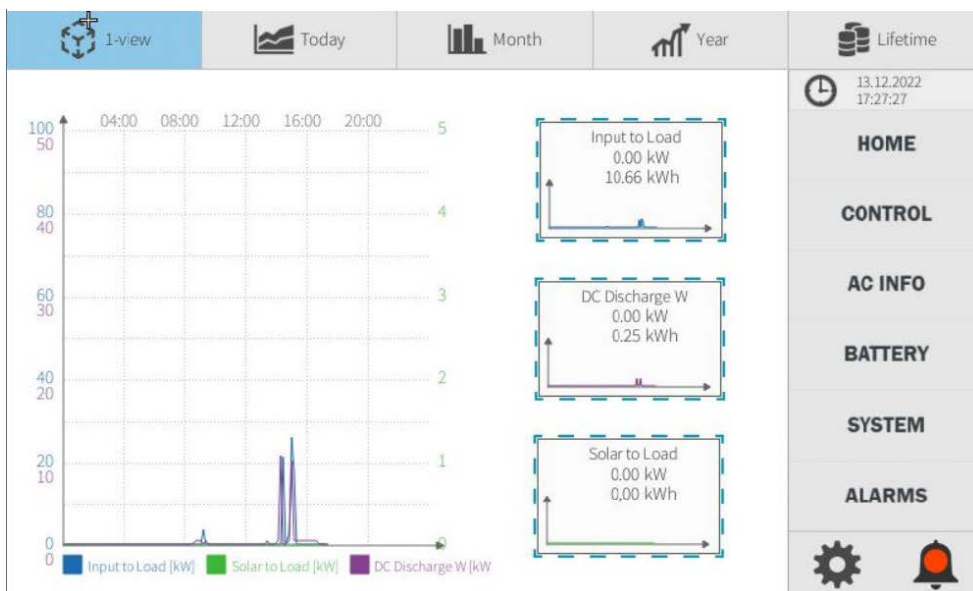 1-view
Today
Month
Year
Lifetime
13.12.2022
17:27:27
HOME
CONTROL
AC INFO
BATTERY
SYSTEM
ALARMS
04:00 08:00 12:00 16:00 20:00
100 5
50
80 4
40
60 3
30
40 2
20
20 1
10
0 0
0
Input to Load [kW] Solar to Load [kW] DC Discharge W [kW
Input to Load
0.00 kW
10.66 kWh
DC Discharge W
0.00 kW
0.25 kWh
Solar to Load
0.00 kW
0,00 kWh